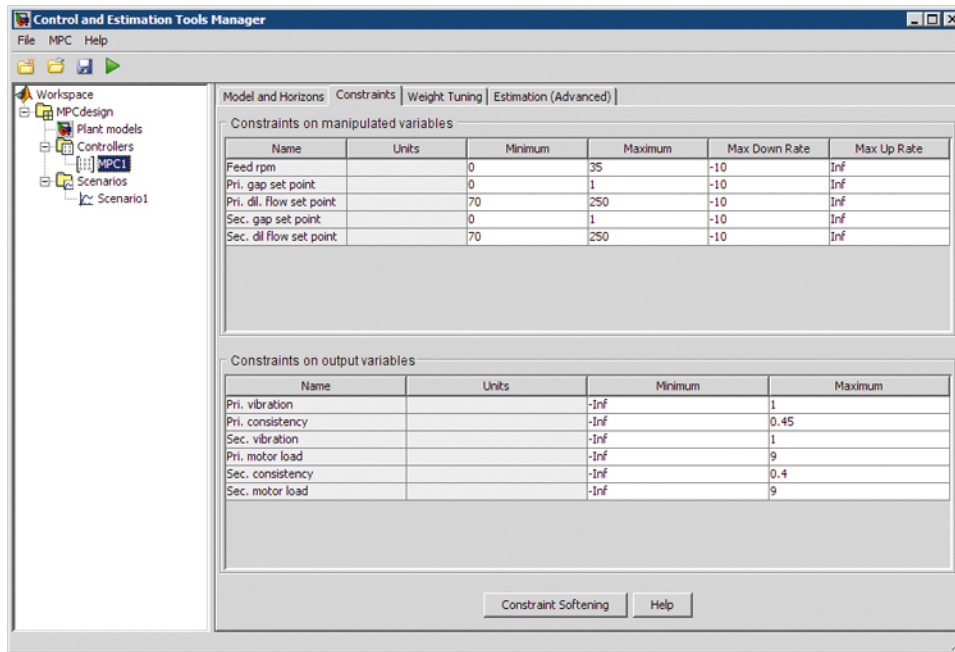 Control and Estimation Tools Manager
File MPC Help
Workspace
MPCdesign
Plant models
Controllers
MPC1
Scenarios
Scenario1
Model and Horizons Constraints Weight Tuning Estimation (Advanced)
Constraints on manipulated variables
Name Units Minimum Maximum Max Down Rate Max Up Rate
Feed rpm 0 35 -10 Inf
Pri. gap set point 0 1 -10 Inf
Pri. dil. flow set point 70 250 -10 Inf
Sec. gap set point 0 1 -10 Inf
Sec. dil flow set point 70 250 -10 Inf
Constraints on output variables
Name Units Minimum Maximum
Pri. vibration -Inf 1
Pri. consistency -Inf 0.45
Sec. vibration -Inf 1
Pri. motor load -Inf 9
Sec. consistency -Inf 0.4
Sec. motor load -Inf 9
Constraint Softening Help